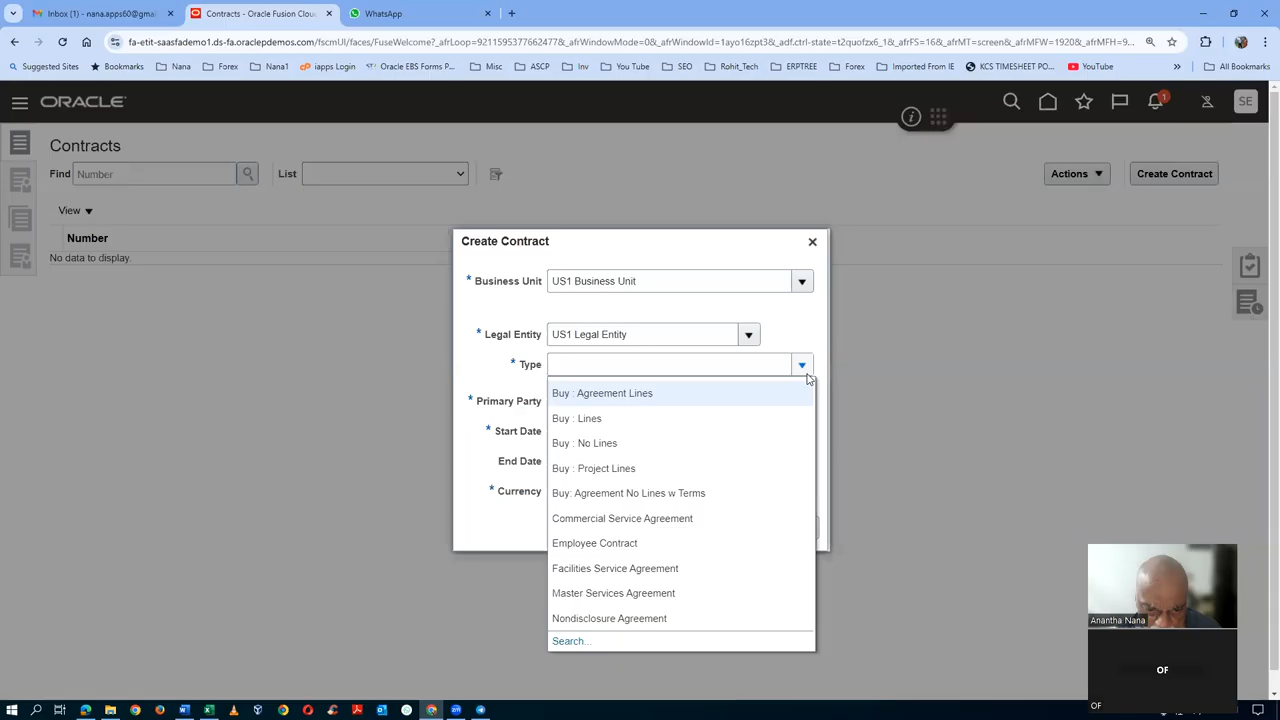 Inbox (1) - nana.apps60@gmail.c
Contracts - Oracle Fusion Cloud
WhatsApp
fa-etit-saasfademo1.ds-fa.oraclepdemos.com/fscmUI/faces/FuseWelcome?_afrLoop=92115953776624778&_afrWindowMode=0&_afrWindowId=1ayo16zpt3&_adf.ctrl-state=t2quofzx6_1&_afrFS=16&_afrMT=screen&_afrMFW=1920&_afrMFH=9...
Suggested Sites
Bookmarks
Nana
Forex
Nana1
iapps Login
Oracle EBS Forms P...
Misc
ASCP
Inv
You Tube
SEO
Rohit_Tech
ERPTREE
Forex
Imported From IE
KCS TIMESHEET PO...
YouTube
All Bookmarks
ORACLE
1
SE
Contracts
Find
Number
List
Actions
Create Contract
View
Number
No data to display.
Create Contract
* Business Unit
US1 Business Unit
* Legal Entity
US1 Legal Entity
* Type
* Primary Party
* Start Date
End Date
* Currency
Buy : Agreement Lines
Buy : Lines
Buy : No Lines
Buy : Project Lines
Buy: Agreement No Lines w Terms
Commercial Service Agreement
Employee Contract
Facilities Service Agreement
Master Services Agreement
Nondisclosure Agreement
Search...
Anantha Nana
OF
OF